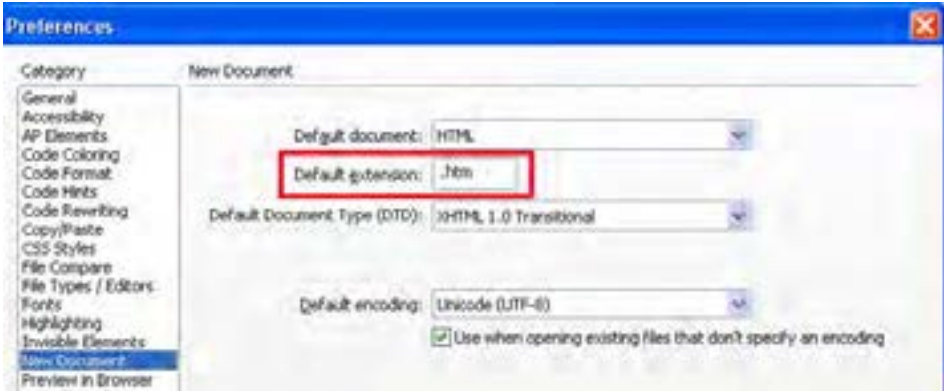 Preferences
Category
New Document
General
Accessibility
AP Elements
Code Coloring
Code Format
Code Hints
Code Rewriting
Copy/Paste
CSS Styles
File Compare
File Types / Editors
Fonts
Highlighting
Invisible Elements
New Document
Preview in Browser
Default document: HTML
Default extension: .htm
Default Document Type (DTD): XHTML 1.0 Transitional
Default encoding: Unicode (UTF-8)
Use when opening existing files that don't specify an encoding